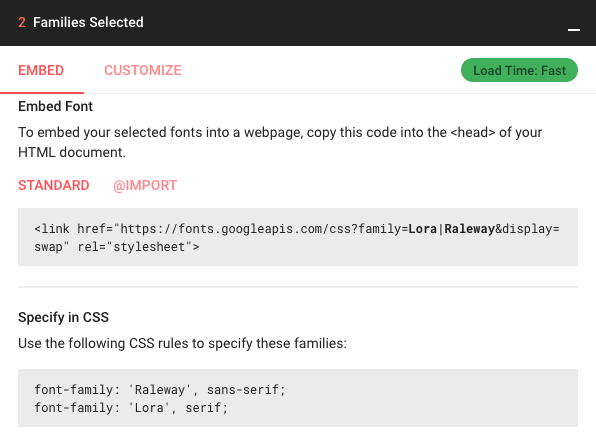 2 Families Selected
EMBED CUSTOMIZE Load Time: Fast
Embed Font
To embed your selected fonts into a webpage, copy this code into the <head> of your
HTML document.
STANDARD @IMPORT
<link href="https://fonts.googleapis.com/css?family=Lora|Raleway&display=
swap" rel="stylesheet">
Specify in CSS
Use the following CSS rules to specify these families:
font-family: 'Raleway', sans-serif;
font-family: 'Lora', serif;